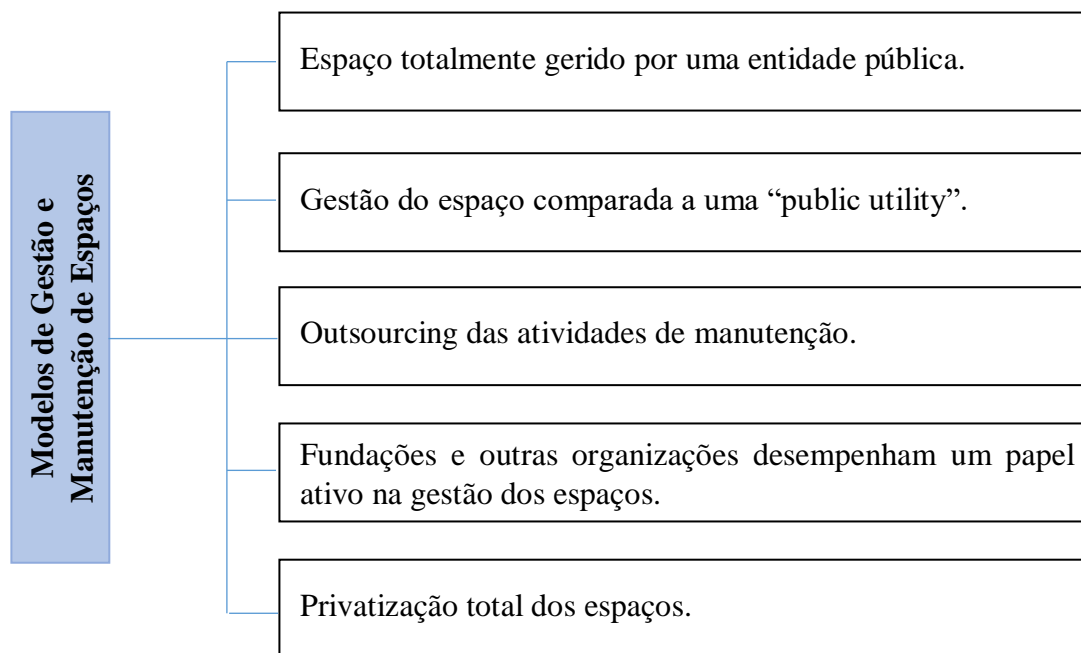 Modelos de Gestão e
Manutenção de Espaços
Espaço totalmente gerido por uma entidade pública.
Gestão do espaço comparada a uma “public utility”.
Outsourcing das atividades de manutenção.
Fundações e outras organizações desempenham um papel
ativo na gestão dos espaços.
Privatização total dos espaços.